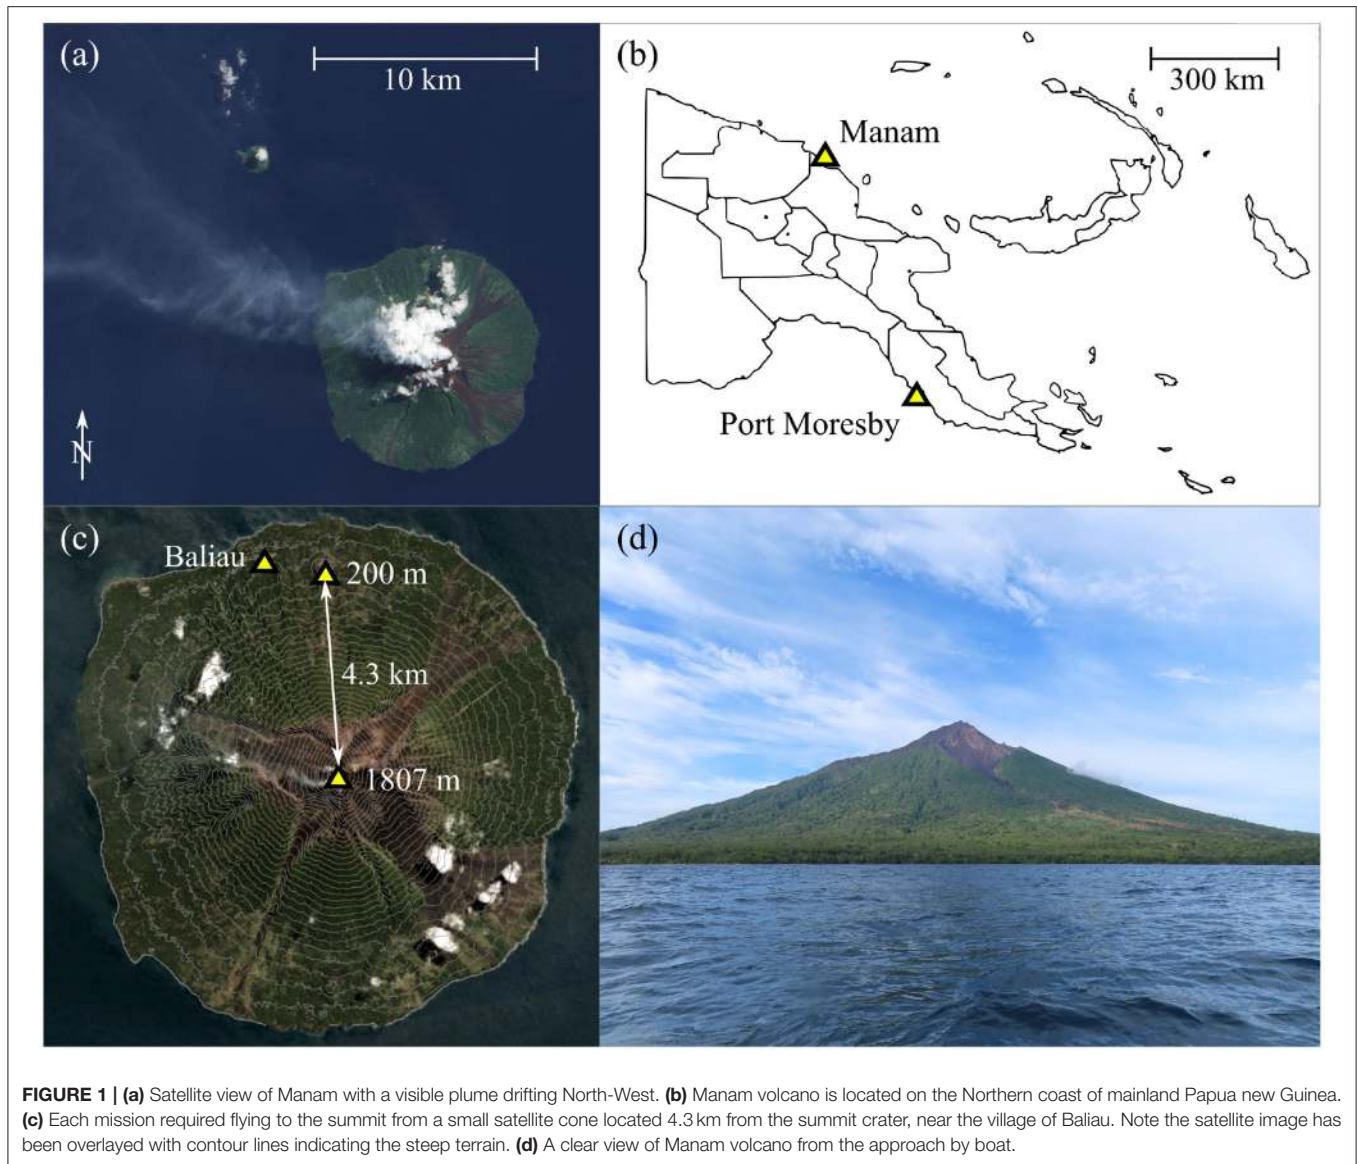 (a)
10 km
N
(b)
300 km
Manam
Port Moresby
(c)
Baliau
200 m
4.3 km
1807 m
(d)
FIGURE 1 | (a) Satellite view of Manam with a visible plume drifting North-West. (b) Manam volcano is located on the Northern coast of mainland Papua new Guinea.
(c) Each mission required flying to the summit from a small satellite cone located 4.3 km from the summit crater, near the village of Baliau. Note the satellite image has
been overlayed with contour lines indicating the steep terrain. (d) A clear view of Manam volcano from the approach by boat.